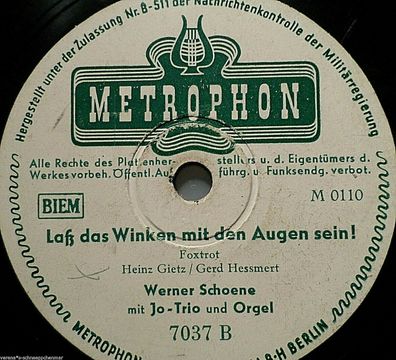 Hergestellt unter der Zulassung Nr. B-511 der Nachrichtenkontrolle der Militärregierung
METROPHON
Alle Rechte des Plattenher- stellers u. d. Eigentümers d.
Werkes vorbeh. Öffentl. Auf führg. u. Funksendg. verbot.
BIEM
M 0110
Laß das Winken mit den Augen sein!
Foxtrot
Heinz Gietz / Gerd Hessmert
Werner Schoene
mit Jo-Trio und Orgel
7037 B
METROPHON
BERLIN